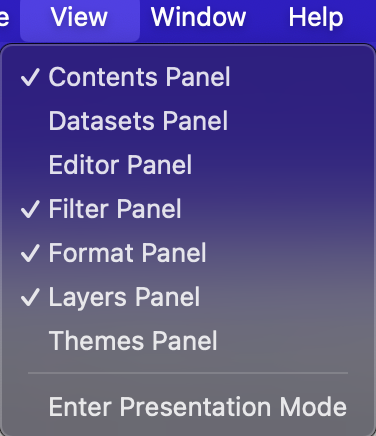 e View Window Help
✓ Contents Panel
Datasets Panel
Editor Panel
✓ Filter Panel
✓ Format Panel
✓ Layers Panel
Themes Panel
Enter Presentation Mode